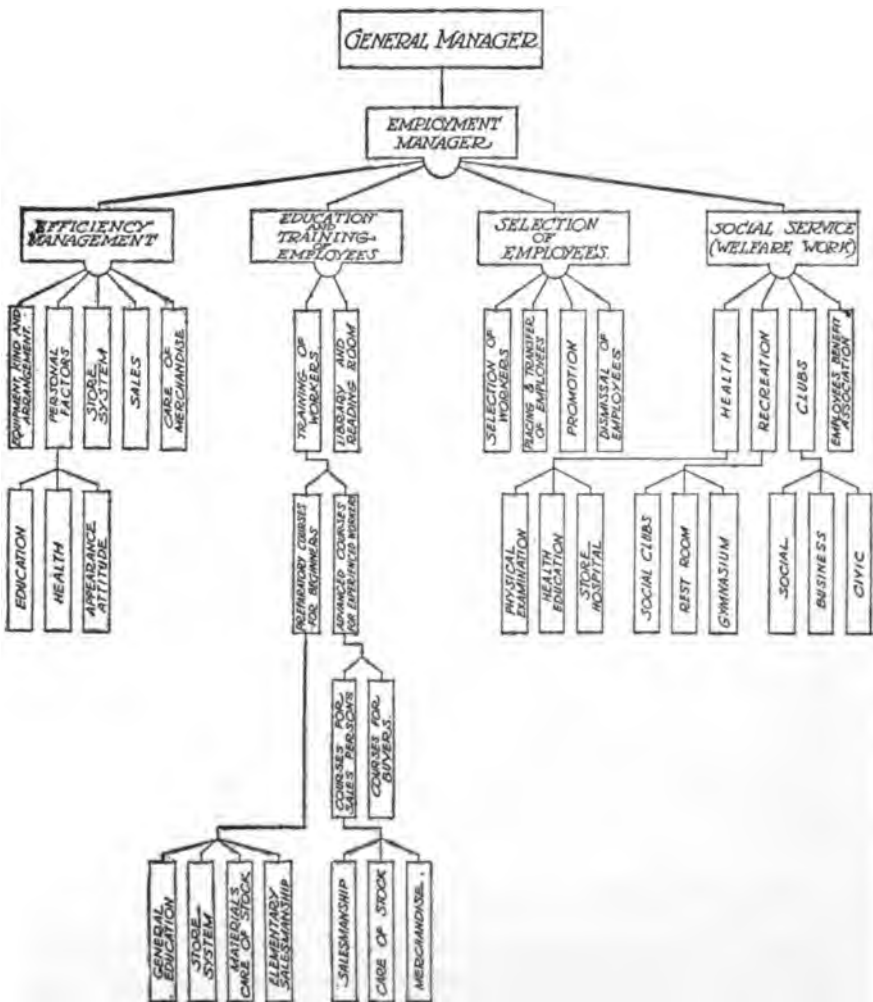 GENERAL MANAGER
EMPLOYMENT
MANAGER
EFFICIENCY
MANAGEMENT
EDUCATION
AND
TRAINING
OF
EMPLOYEES
SELECTION
OF
EMPLOYEES
SOCIAL SERVICE
(WELFARE WORK)
EQUIPMENT, KIND AND
ARRANGEMENT.
PERSONAL
FACTORS
STORE
SYSTEM
SALES
CARE OF
MERCHANDISE
TRAINING OF
WORKERS
LIBRARY AND
READING ROOM
SELECTION OF
WORKERS
PLACING & TRANSFER
OF EMPLOYEES
PROMOTION
DISMISSAL OF
EMPLOYEES
HEALTH
RECREATION
CLUBS
EMPLOYEES BENEFIT
ASSOCIATION
EDUCATION
HEALTH
APPEARANCE
ATTITUDE
PREPARATORY COURSES
FOR BEGINNERS
ADVANCED COURSES
FOR EXPERIENCED WORKERS
PHYSICAL
EXAMINATION
HEALTH
EDUCATION
STORE
HOSPITAL
SOCIAL CLUBS
REST ROOM
GYMNASIUM
SOCIAL
BUSINESS
CIVIC
COURSES FOR
SALES PERSONS
COURSES FOR
BUYERS.
GENERAL
EDUCATION
STORE
SYSTEM
MATERIALS
CARE OF STOCK
ELEMENTARY
SALESMANSHIP
SALESMANSHIP
CARE OF STOCK
MERCHANDISE.